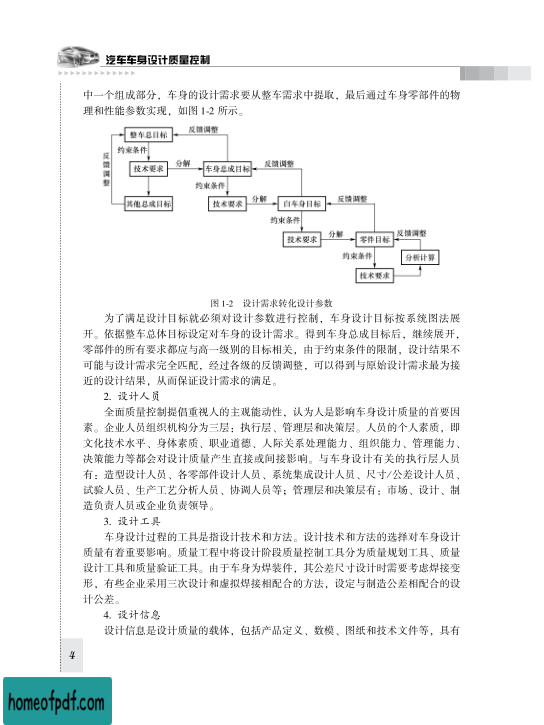 汽车车身设计质量控制
中一个组成部分，车身的设计需求要从整车需求中提取，最后通过车身零部件的物
理和性能参数实现，如图 1-2 所示。
整车总目标
反馈调整
约束条件
反馈调整
技术要求
分解
车身总成目标
反馈调整
约束条件
其他总成目标
技术要求
分解
白车身目标
反馈调整
约束条件
技术要求
分解
零件目标
反馈调整
约束条件
分析计算
技术要求
图 1-2 设计需求转化设计参数
为了满足设计目标就必须对设计参数进行控制，车身设计目标按系统图法展
开。依据整车总体目标设定对车身的设计需求。得到车身总成目标后，继续展开，
零部件的所有要求都应与高一级别的目标相关，由于约束条件的限制，设计结果不
可能与设计需求完全匹配，经过各级的反馈调整，可以得到与原始设计需求最为接
近的设计结果，从而保证设计需求的满足。
2. 设计人员
全面质量控制提倡重视人的主观能动性，认为人是影响车身设计质量的首要因
素。企业人员组织机构分为三层：执行层、管理层和决策层。人员的个人素质，即
文化技术水平、身体素质、职业道德、人际关系处理能力、组织能力、管理能力、
决策能力等都会对设计质量产生直接或间接影响。与车身设计有关的执行层人员
有：造型设计人员、各零部件设计人员、系统集成设计人员、尺寸/公差设计人员、
试验人员、生产工艺分析人员、协调人员等；管理层和决策层有：市场、设计、制
造负责人员或企业负责领导。
3. 设计工具
车身设计过程的工具是指设计技术和方法。设计技术和方法的选择对车身设计
质量有着重要影响。质量工程中将设计阶段质量控制工具分为质量规划工具、质量
设计工具和质量验证工具。由于车身为焊装件，其公差尺寸设计时需要考虑焊接变
形，有些企业采用三次设计和虚拟焊接相配合的方法，设定与制造公差相配合的设
计公差。
4. 设计信息
设计信息是设计质量的载体，包括产品定义、数模、图纸和技术文件等，具有
4
homeofpdf.com